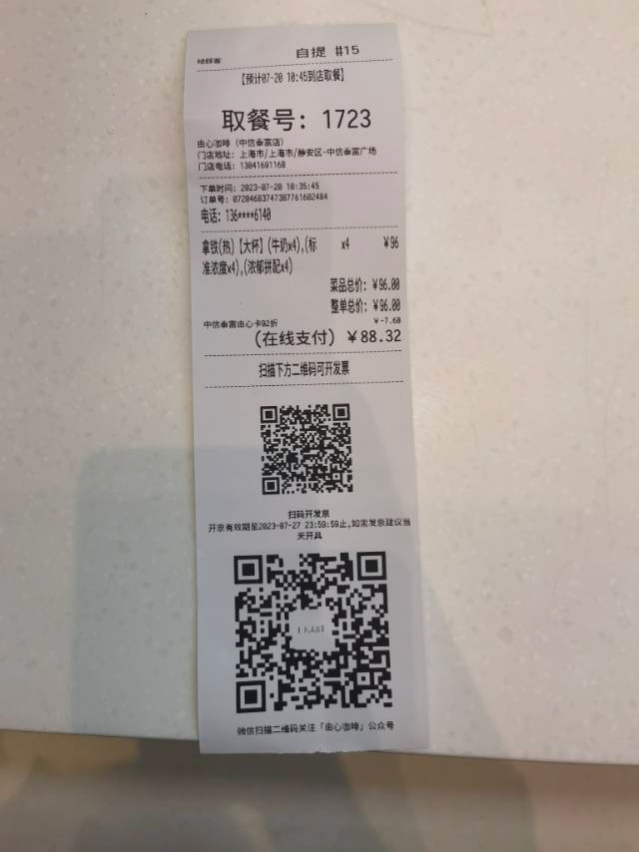 给顾客
自提 #15
【预计07-20 10:45到店取餐】
取餐号：1723
由心咖啡（中信泰富店）
门店地址：上海市/上海市/静安区-中信泰富广场
门店电话：13041691168
下单时间：2023-07-20 10:35:45
订单号：07204683747387761602484
电话：136****6140
拿铁(热)【大杯】(牛奶x4),(标 x4 ￥96
准浓度x4),(浓郁拼配x4)
菜品总价：￥96.00
整单总价：￥96.00
中信泰富由心卡92折 ￥-7.68
（在线支付）￥88.32
扫描下方二维码可开发票
扫码开发票
开票有效期至2023-07-27 23:59:59止,如需发票建议当
天开具
微信扫描二维码关注「由心咖啡」公众号